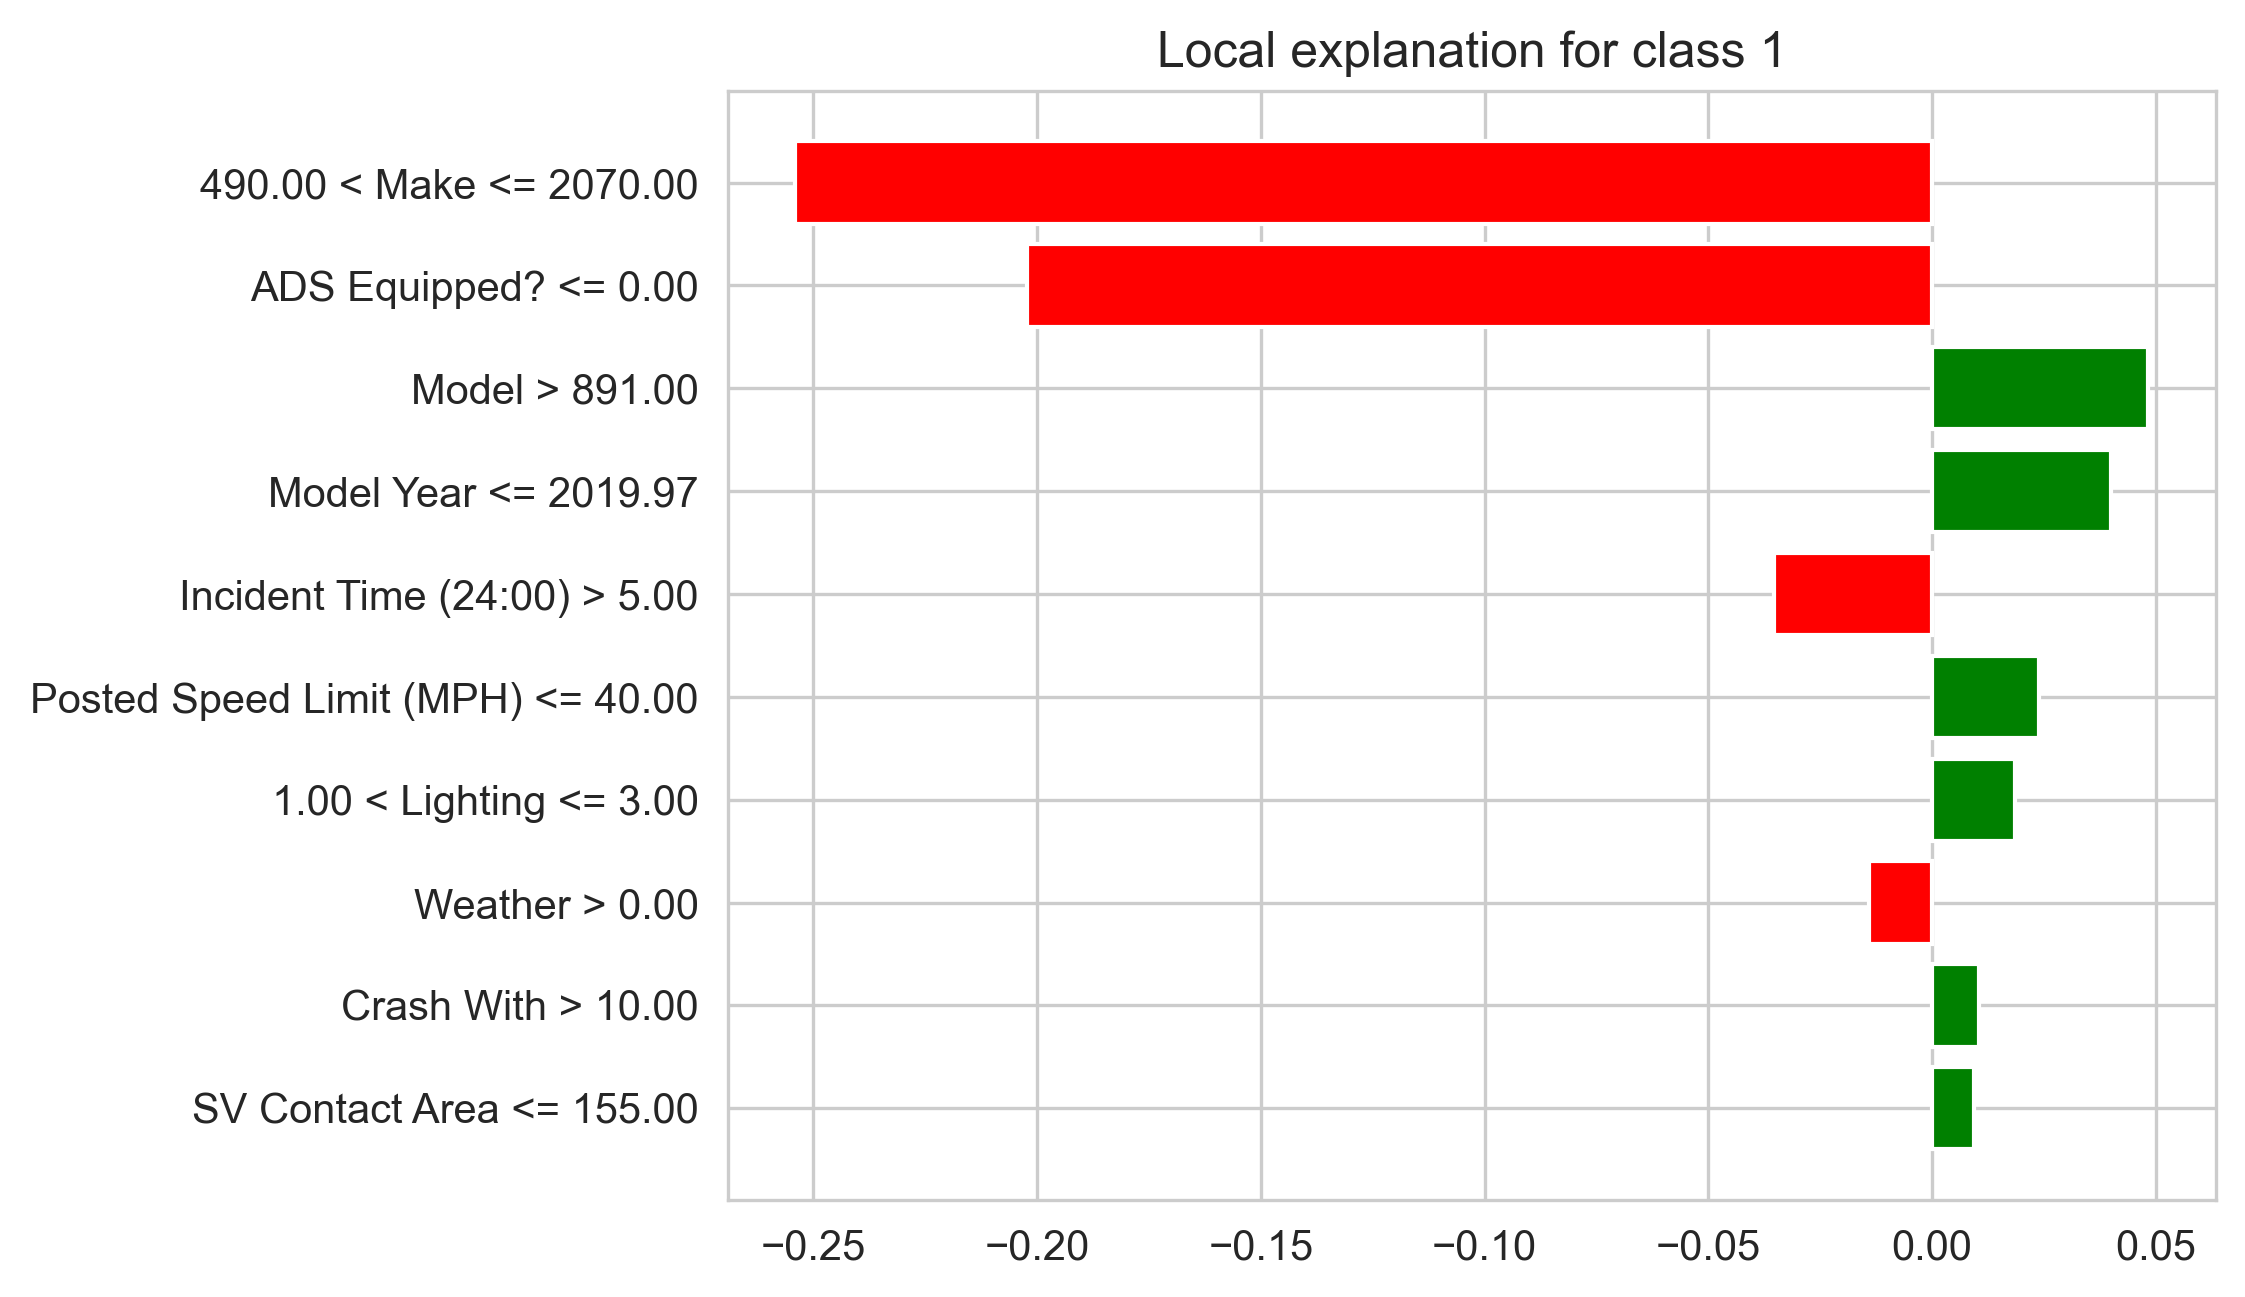 Local explanation for class 1
490.00 < Make <= 2070.00
ADS Equipped? <= 0.00
Model > 891.00
Model Year <= 2019.97
Incident Time (24:00) > 5.00
Posted Speed Limit (MPH) <= 40.00
1.00 < Lighting <= 3.00
Weather > 0.00
Crash With > 10.00
SV Contact Area <= 155.00
−0.25 −0.20 −0.15 −0.10 −0.05 0.00 0.05